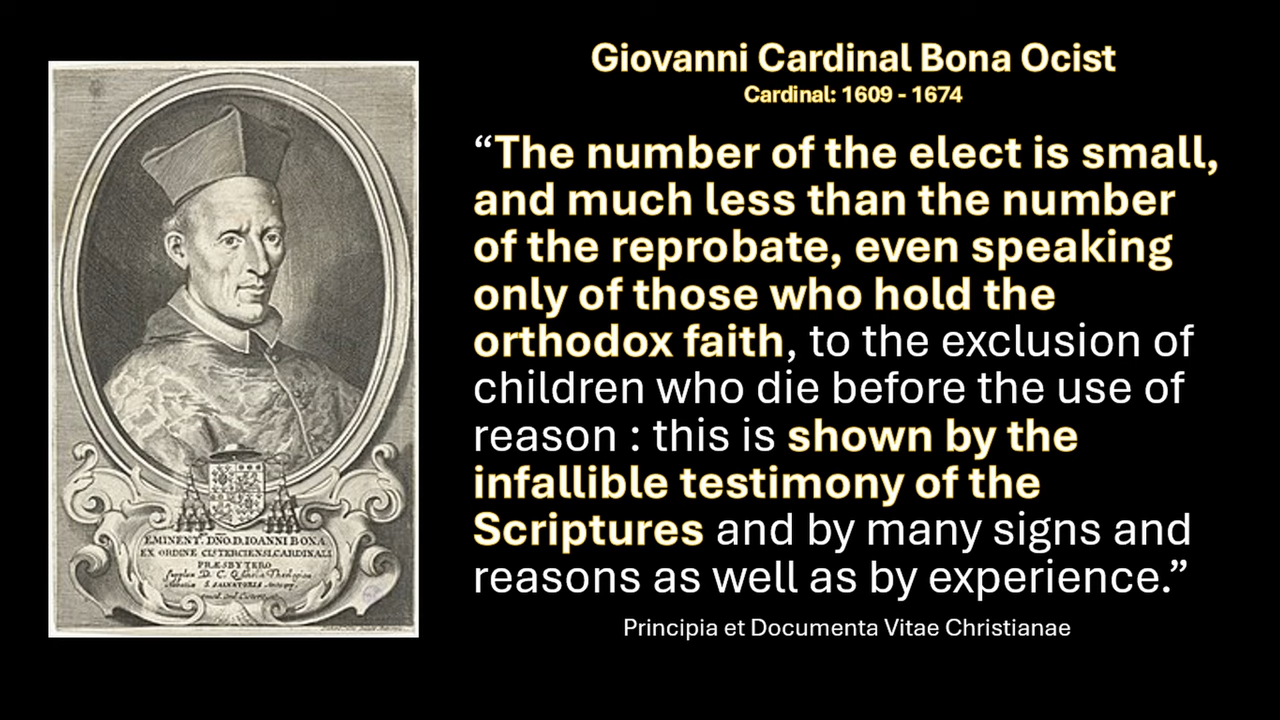 Giovanni Cardinal Bona Ocist
Cardinal: 1609 - 1674
“The number of the elect is small,
and much less than the number
of the reprobate, even speaking
only of those who hold the
orthodox faith, to the exclusion of
children who die before the use of
reason : this is shown by the
infallible testimony of the
Scriptures and by many signs and
reasons as well as by experience.”
Principia et Documenta Vitae Christianae
EMINENT. DÑO.D.IOANNI BONA
EX ORDINE CISTERCIENSI.CARDINALI
PRÆSBYTERO
S. SALVATORIS